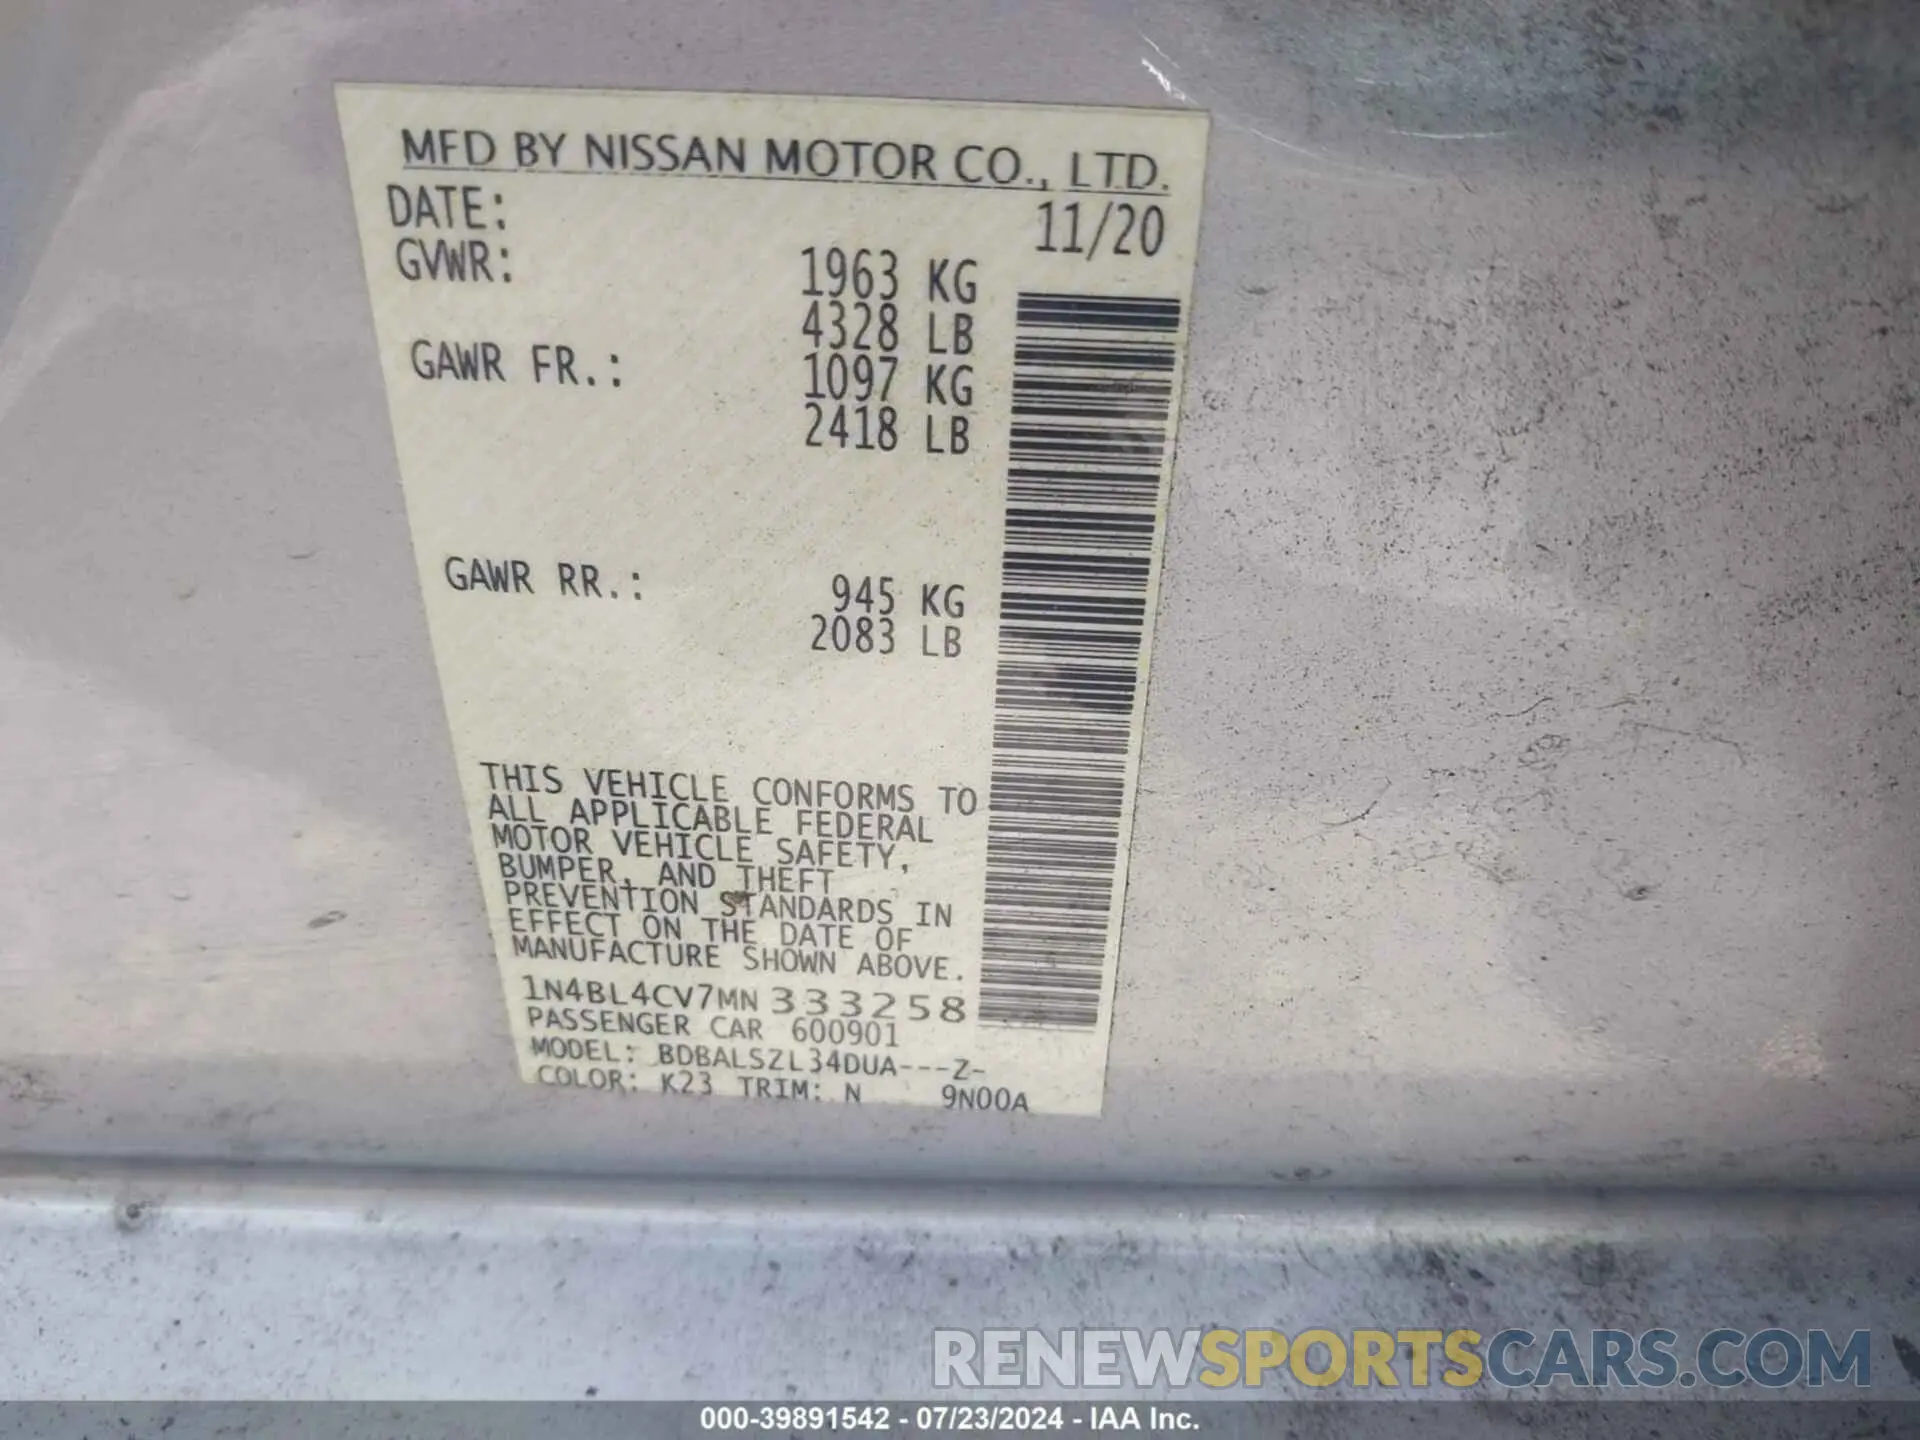 MFD BY NISSAN MOTOR CO., LTD.
DATE: 11/20
GVWR: 1963 KG
4328 LB
GAWR FR.: 1097 KG
2418 LB
GAWR RR.: 945 KG
2083 LB
THIS VEHICLE CONFORMS TO
ALL APPLICABLE FEDERAL
MOTOR VEHICLE SAFETY,
BUMPER, AND THEFT
PREVENTION STANDARDS IN
EFFECT ON THE DATE OF
MANUFACTURE SHOWN ABOVE.
1N4BL4CV7MN333258
PASSENGER CAR 600901
MODEL: BDBALSZL34DUA---Z-
COLOR: K23 TRIM: N 9N00A
RENEWSPORTSCARS.COM
000-39891542 - 07/23/2024 - IAA Inc.